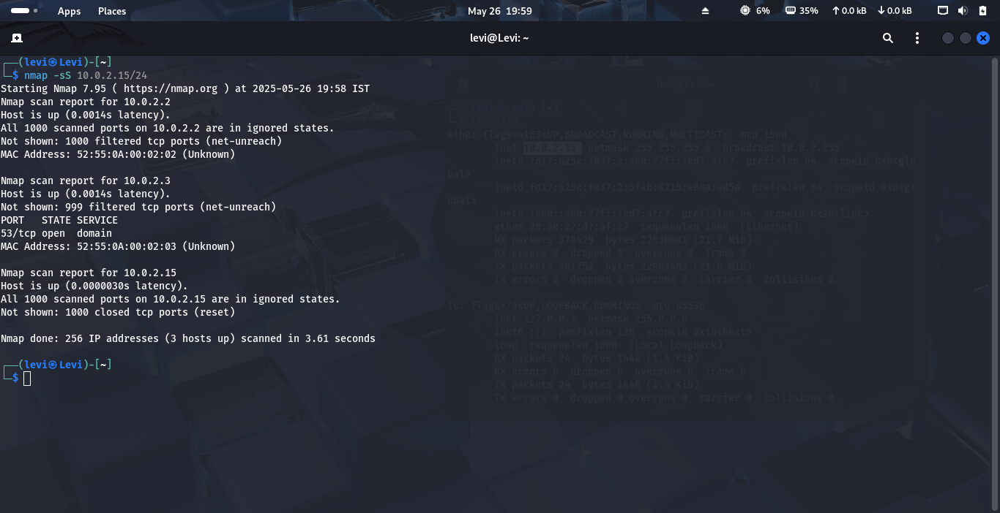 Apps Places May 26 19:59 6% 35% 0.0 kB 0.0 kB
levi@Levi: ~
┌──(levi㉿Levi)-[~]
└─$ nmap -sS 10.0.2.15/24
Starting Nmap 7.95 ( https://nmap.org ) at 2025-05-26 19:58 IST
Nmap scan report for 10.0.2.2
Host is up (0.0014s latency).
All 1000 scanned ports on 10.0.2.2 are in ignored states.
Not shown: 1000 filtered tcp ports (net-unreach)
MAC Address: 52:55:0A:00:02:02 (Unknown)
Nmap scan report for 10.0.2.3
Host is up (0.0014s latency).
Not shown: 999 filtered tcp ports (net-unreach)
PORT   STATE SERVICE
53/tcp open  domain
MAC Address: 52:55:0A:00:02:03 (Unknown)
Nmap scan report for 10.0.2.15
Host is up (0.0000030s latency).
All 1000 scanned ports on 10.0.2.15 are in ignored states.
Not shown: 1000 closed tcp ports (reset)
Nmap done: 256 IP addresses (3 hosts up) scanned in 3.61 seconds
┌──(levi㉿Levi)-[~]
└─$
levi@Levi: ~
┌──(levi㉿Levi)-[~]
└─$ ifconfig
eth0: flags=4163<UP,BROADCAST,RUNNING,MULTICAST>  mtu 1500
inet 10.0.2.15  netmask 255.255.255.0  broadcast 10.0.2.255
inet6 fd17:625c:f037:2:a00:27ff:fed7:afc7  prefixlen 64  scopeid 0x0<glo
bal>
inet6 fd17:625c:f037:2:5f4b:8215:e88a:ad5a  prefixlen 64  scopeid 0x0<gl
obal>
inet6 fe80::a00:27ff:fed7:afc7  prefixlen 64  scopeid 0x20<link>
ether 08:00:27:d7:af:c7  txqueuelen 1000  (Ethernet)
RX packets 378429  bytes 22838001 (21.7 MiB)
RX errors 0  dropped 0  overruns 0  frame 0
TX packets 381752  bytes 22962482 (21.8 MiB)
TX errors 0  dropped 0 overruns 0  carrier 0  collisions 0
lo: flags=73<UP,LOOPBACK,RUNNING>  mtu 65536
inet 127.0.0.1  netmask 255.0.0.0
inet6 ::1  prefixlen 128  scopeid 0x10<host>
loop  txqueuelen 1000  (Local Loopback)
RX packets 24  bytes 1440 (1.4 KiB)
RX errors 0  dropped 0  overruns 0  frame 0
TX packets 24  bytes 1440 (1.4 KiB)
TX errors 0  dropped 0 overruns 0  carrier 0  collisions 0